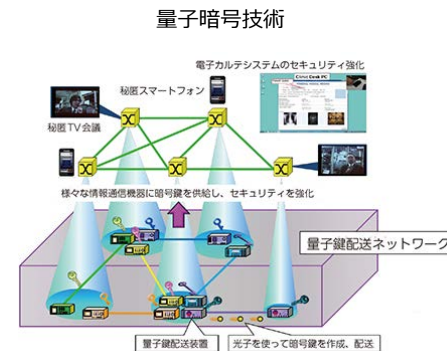 量子暗号技術
電子カルテシステムのセキュリティ強化
Clinical Desk PC
秘匿スマートフォン
秘匿TV会議
様々な情報通信機器に暗号鍵を供給し、セキュリティを強化
量子鍵配送ネットワーク
量子鍵配送装置
光子を使って暗号鍵を作成、配送